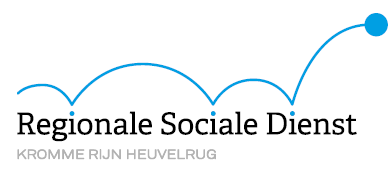 Regionale Sociale Dienst
KROMME RIJN HEUVELRUG